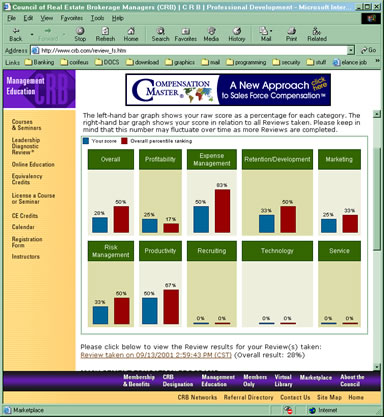 Council of Real Estate Brokerage Managers (CRB) | C R B | Professional Development - Microsoft Inter...
File Edit View Favorites Tools Help
Back Forward Stop Refresh Home Search Favorites Media History Mail Print Related
Address http://www.crb.com/review_fs.htm
Links Banking confeus DOCS download graphics mail programming security stuff elance job
Management
Education
CRB
COMPENSATION
MASTER
A New Approach
to Sales Force Compensation
click
here
Courses
& Seminars
Leadership
Diagnostic
Review
Online Education
Equivalency
Credits
License a Course
or Seminar
CE Credits
Calendar
Registration
Form
Instructors
The left-hand bar graph shows your raw score as a percentage for each category. The
right-hand bar graph shows your score in relation to all Reviews taken. Please keep in
mind that this number may fluctuate over time as more Reviews are completed.
Your score Overall percentile ranking
Overall
28% 50%
Profitability
25% 17%
Expense
Management
50% 83%
Retention/Development
33% 50%
Marketing
25% 33%
Risk
Management
33% 50%
Productivity
50% 67%
Recruiting
0% 0%
Technology
0% 0%
Service
0% 0%
Please click below to view the Review results for your Review(s) taken:
Review taken on 09/13/2001 2:59:43 PM (CST) (Overall result: 28%)
Membership
& Benefits
CRB
Designation
Management
Education
Members
Only
Virtual
Library
Marketplace
About the
Council
CRB Networks Referral Directory Contact Us Site Map Home
Marketplace
Internet